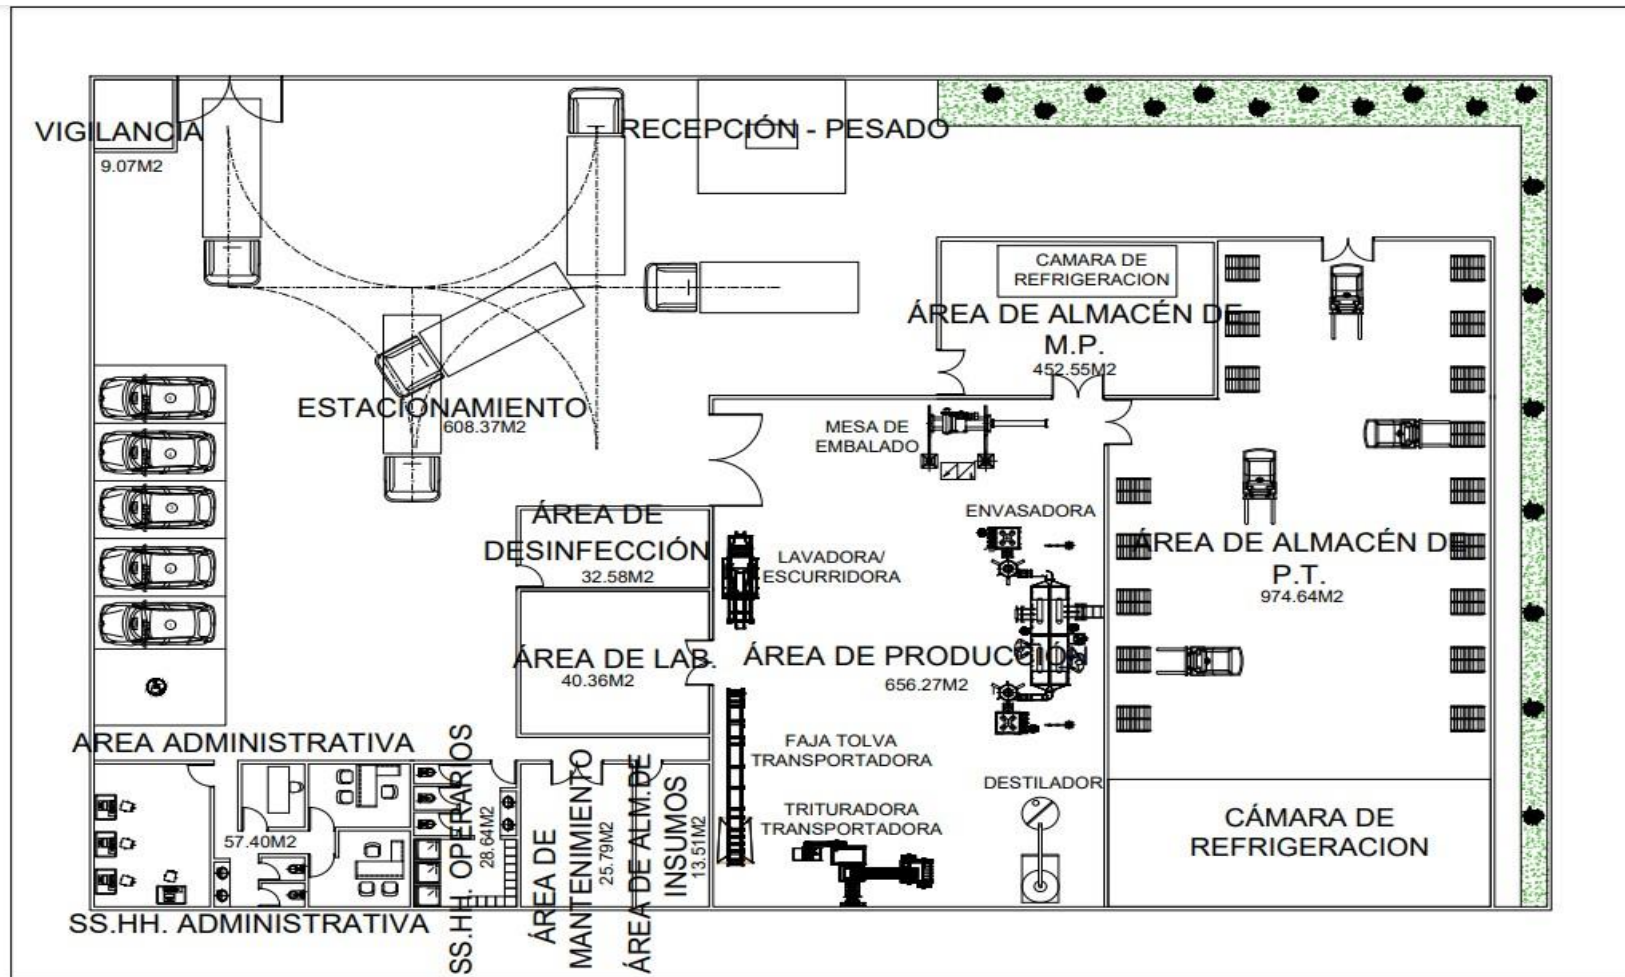 VIGILANCIA
9.07M2
RECEPCIÓN - PESADO
CAMARA DE
REFRIGERACION
ÁREA DE ALMACÉN DE
M.P.
452.55M2
ESTACIONAMIENTO
608.37M2
MESA DE
EMBALADO
ÁREA DE
DESINFECCIÓN
32.58M2
LAVADORA/
ESCURRIDORA
ENVASADORA
ÁREA DE ALMACÉN DE
P.T.
974.64M2
ÁREA DE LAB.
40.36M2
ÁREA DE PRODUCCIÓN
656.27M2
AREA ADMINISTRATIVA
57.40M2
SS.HH. ADMINISTRATIVA
SS.HH. OPERARIOS
28.64M2
ÁREA DE
MANTENIMIENTO
25.79M2
ÁREA DE ALM.DE
INSUMOS
13.51M2
FAJA TOLVA
TRANSPORTADORA
TRITURADORA
TRANSPORTADORA
DESTILADOR
CÁMARA DE
REFRIGERACION